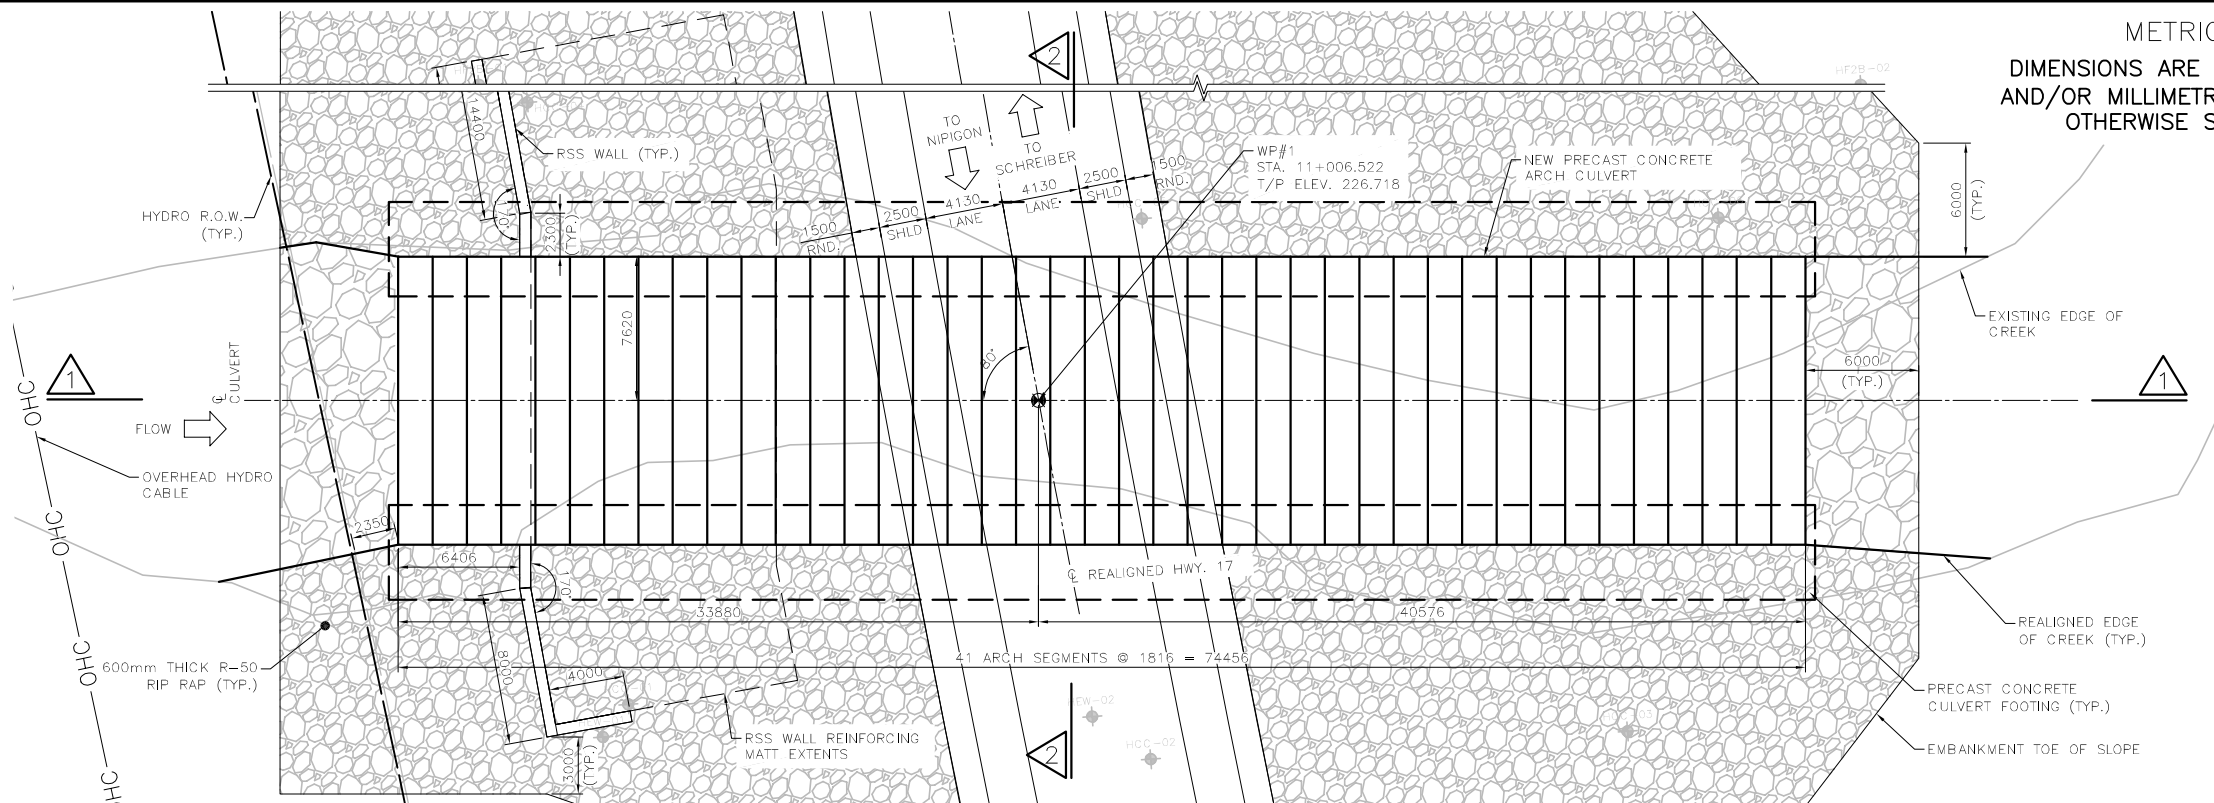 METRIC
DIMENSIONS ARE
AND/OR MILLIMETR
OTHERWISE S
2
HF2B-02
14400
RSS WALL (TYP.)
TO
NIPIGON
TO
SCHREIBER
WP#1
STA. 11+006.522
T/P ELEV. 226.718
NEW PRECAST CONCRETE
ARCH CULVERT
6000
(TYP.)
HYDRO R.O.W.
(TYP.)
170°
2300
(TYP.)
1500
RND.
2500
SHLD
4130
LANE
4130
LANE
2500
SHLD
1500
RND.
7620
80°
EXISTING EDGE OF
CREEK
6000
(TYP.)
1
1
℄ CULVERT
FLOW
OHC
OVERHEAD HYDRO
CABLE
OHC
2350
6406
170°
℄ REALIGNED HWY. 17
33880
40576
41 ARCH SEGMENTS @ 1816 = 74456
REALIGNED EDGE
OF CREEK (TYP.)
OHC
OHC
OHC
600mm THICK R-50
RIP RAP (TYP.)
8000
4000
3000
(TYP.)
RSS WALL REINFORCING
MATT EXTENTS
HCC-02
2
PRECAST CONCRETE
CULVERT FOOTING (TYP.)
EMBANKMENT TOE OF SLOPE